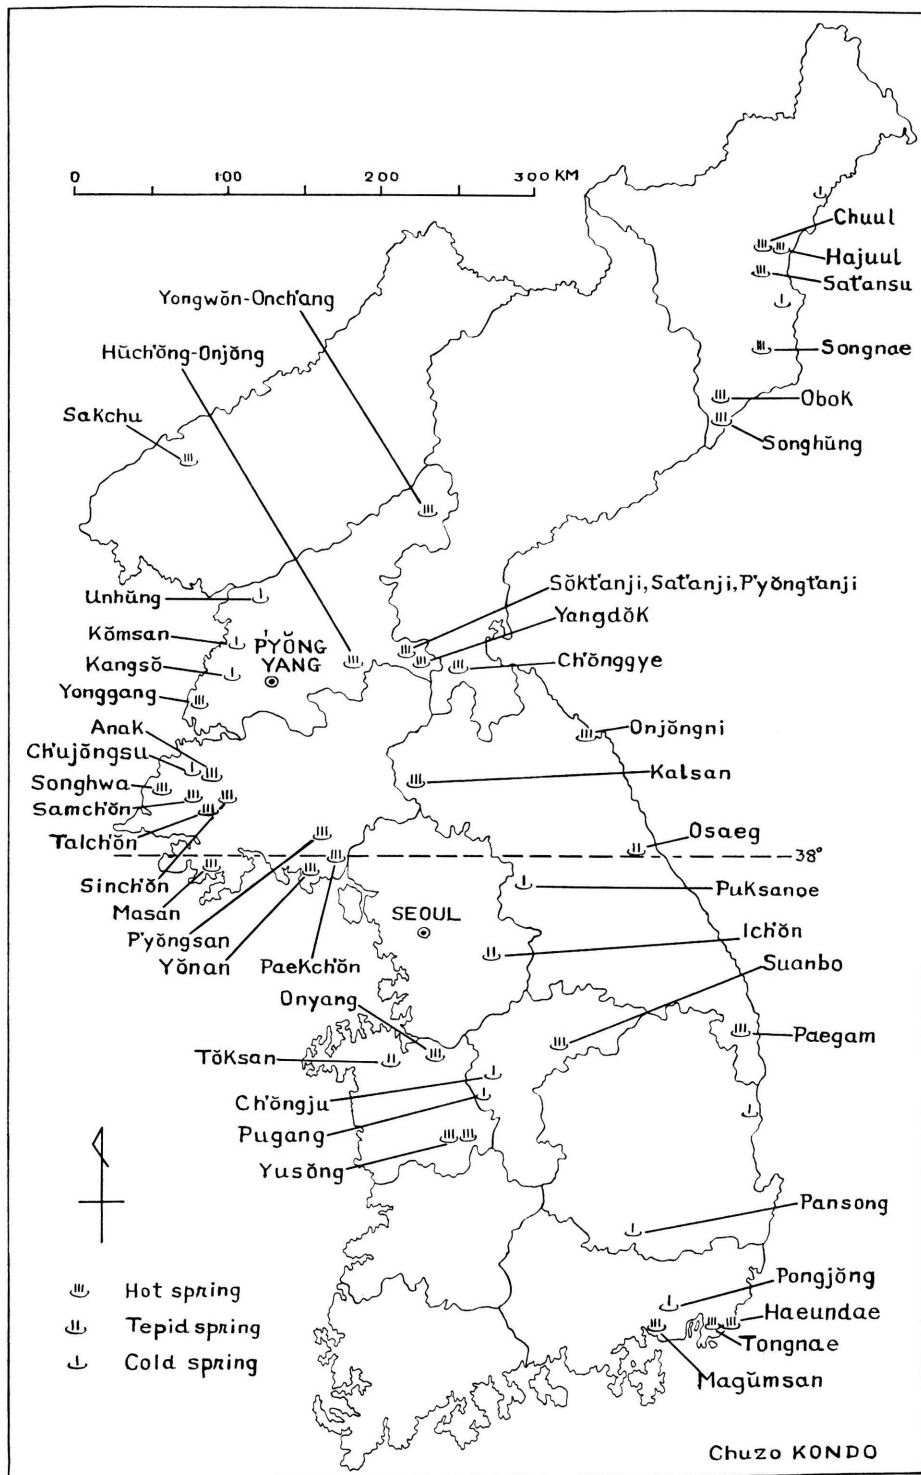 0 100 200 300 KM
Chuul
Hajuul
Sat'ansu
Yongwŏn-Onch'ang
Songnae
Hŭch'ŏng-Onjŏng
Obok
Sakchu
Songhŭng
Sŏkt'anji, Sat'anji, P'yŏngt'anji
Unhŭng
Yangdŏk
Kŏmsan
P'YŎNG
YANG
Ch'ŏnggye
Kangsŏ
Yonggang
Anak
Onjŏngni
Ch'ujŏngsu
Songhwa
Kalsan
Samch'ŏn
Talch'ŏn
Osaeg
38°
Sinch'ŏn
Masan
Puksanoe
P'yŏngsan
SEOUL
Ich'ŏn
Yŏnan
Paekch'ŏn
Suanbo
Onyang
Paegam
Tŏksan
Ch'ŏngju
Pugang
Yusŏng
Pansong
Pongjŏng
Hot spring
Haeundae
Tepid spring
Tongnae
Cold spring
Magŭmsan
Chuzo KONDO